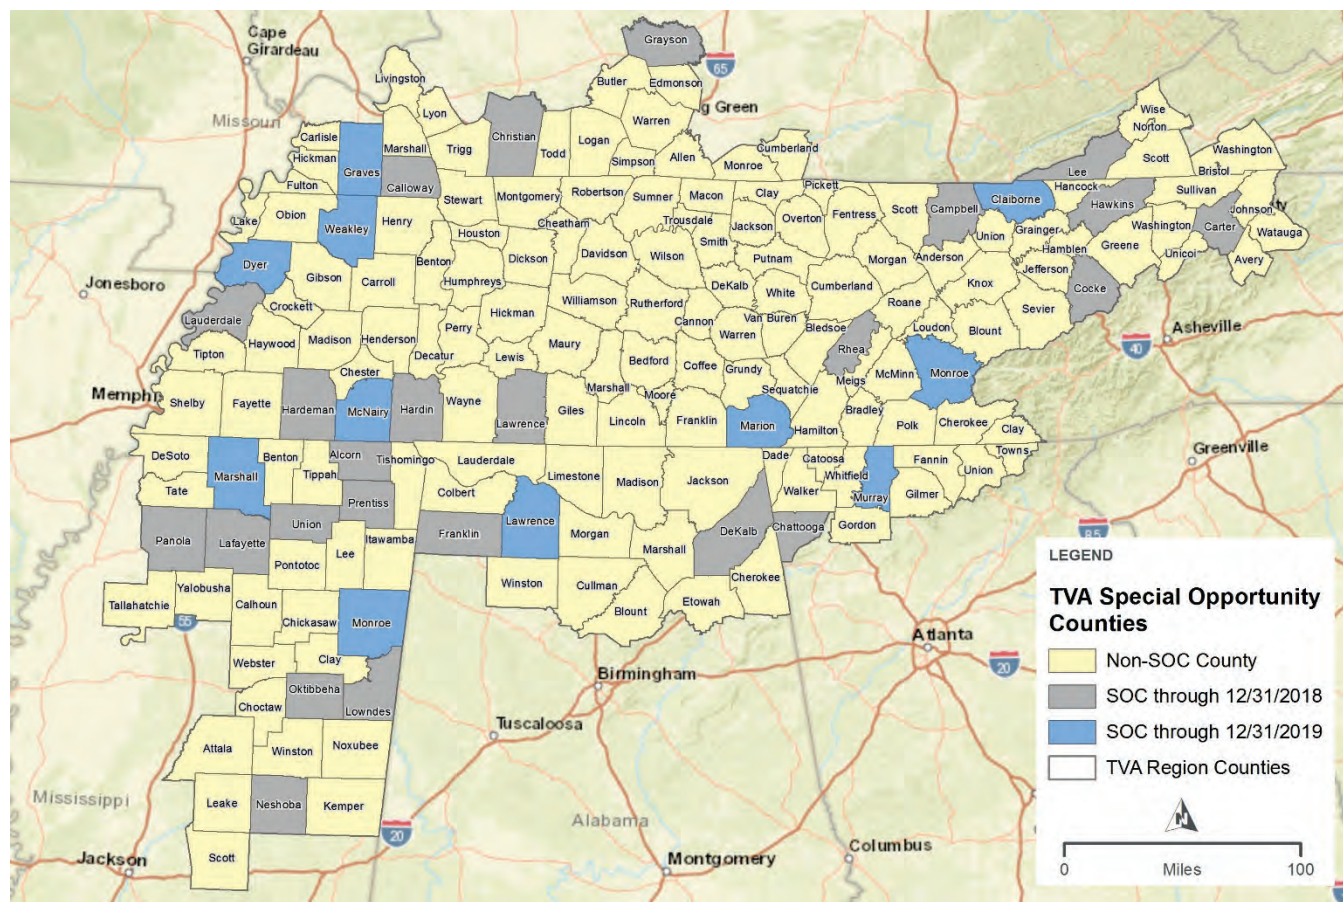 Cape
Girardeau
Grayson
65
Livingston
Butler
Edmonson
g Green
Missouri
Lyon
Warren
Wise
Norton
Carlisle
Marshall
Trigg
Christian
Todd
Logan
Simpson
Allen
Monroe
Cumberland
Lee
Scott
Washington
Bristol
Hickman
Graves
Calloway
Fulton
Stewart
Montgomery
Robertson
Sumner
Macon
Clay
Pickett
Scott
Campbell
Claiborne
Hancock
Hawkins
Sullivan
Johnson
ty
Lake
Obion
Weakley
Henry
Houston
Cheatham
Trousdale
Smith
Jackson
Overton
Fentress
Union
Grainger
Hamblen
Greene
Washington
Carter
Watauga
Unicoi
Avery
Dyer
Gibson
Carroll
Benton
Humphreys
Dickson
Davidson
Wilson
Putnam
Morgan
Anderson
Jefferson
Knox
Cocke
Jonesboro
Crockett
Williamson
Rutherford
DeKalb
White
Cumberland
Roane
Sevier
Lauderdale
Haywood
Madison
Henderson
Decatur
Perry
Hickman
Cannon
Van Buren
Bledsoe
Loudon
Blount
Asheville
40
Tipton
Lewis
Maury
Bedford
Coffee
Warren
Grundy
Rhea
Meigs
McMinn
Monroe
Memph
Chester
Shelby
Fayette
Hardeman
McNairy
Hardin
Wayne
Lawrence
Giles
Marshall
Moore
Lincoln
Franklin
Sequatchie
Marion
Hamilton
Bradley
Polk
Cherokee
Clay
Greenville
DeSoto
Marshall
Benton
Alcorn
Tippah
Tishomingo
Lauderdale
Limestone
Madison
Jackson
Dade
Catoosa
Whitfield
Walker
Murray
Fannin
Union
Towns
Gilmer
Tate
Prentiss
Colbert
Panola
Lafayette
Union
Itawamba
Franklin
Lawrence
Morgan
Marshall
DeKalb
Chattooga
Gordon
85
Pontotoc
Lee
Winston
Cullman
Blount
Etowah
Cherokee
Tallahatchie
Yalobusha
Calhoun
Chickasaw
Monroe
55
Atlanta
20
Webster
Clay
Birmingham
Oktibbeha
Choctaw
Lowndes
Tuscaloosa
Attala
Winston
Noxubee
Mississippi
Leake
Neshoba
Kemper
20
Alabama
Scott
Jackson
Montgomery
Columbus
LEGEND
TVA Special Opportunity
Counties
Non-SOC County
SOC through 12/31/2018
SOC through 12/31/2019
TVA Region Counties
N
0
100
Miles